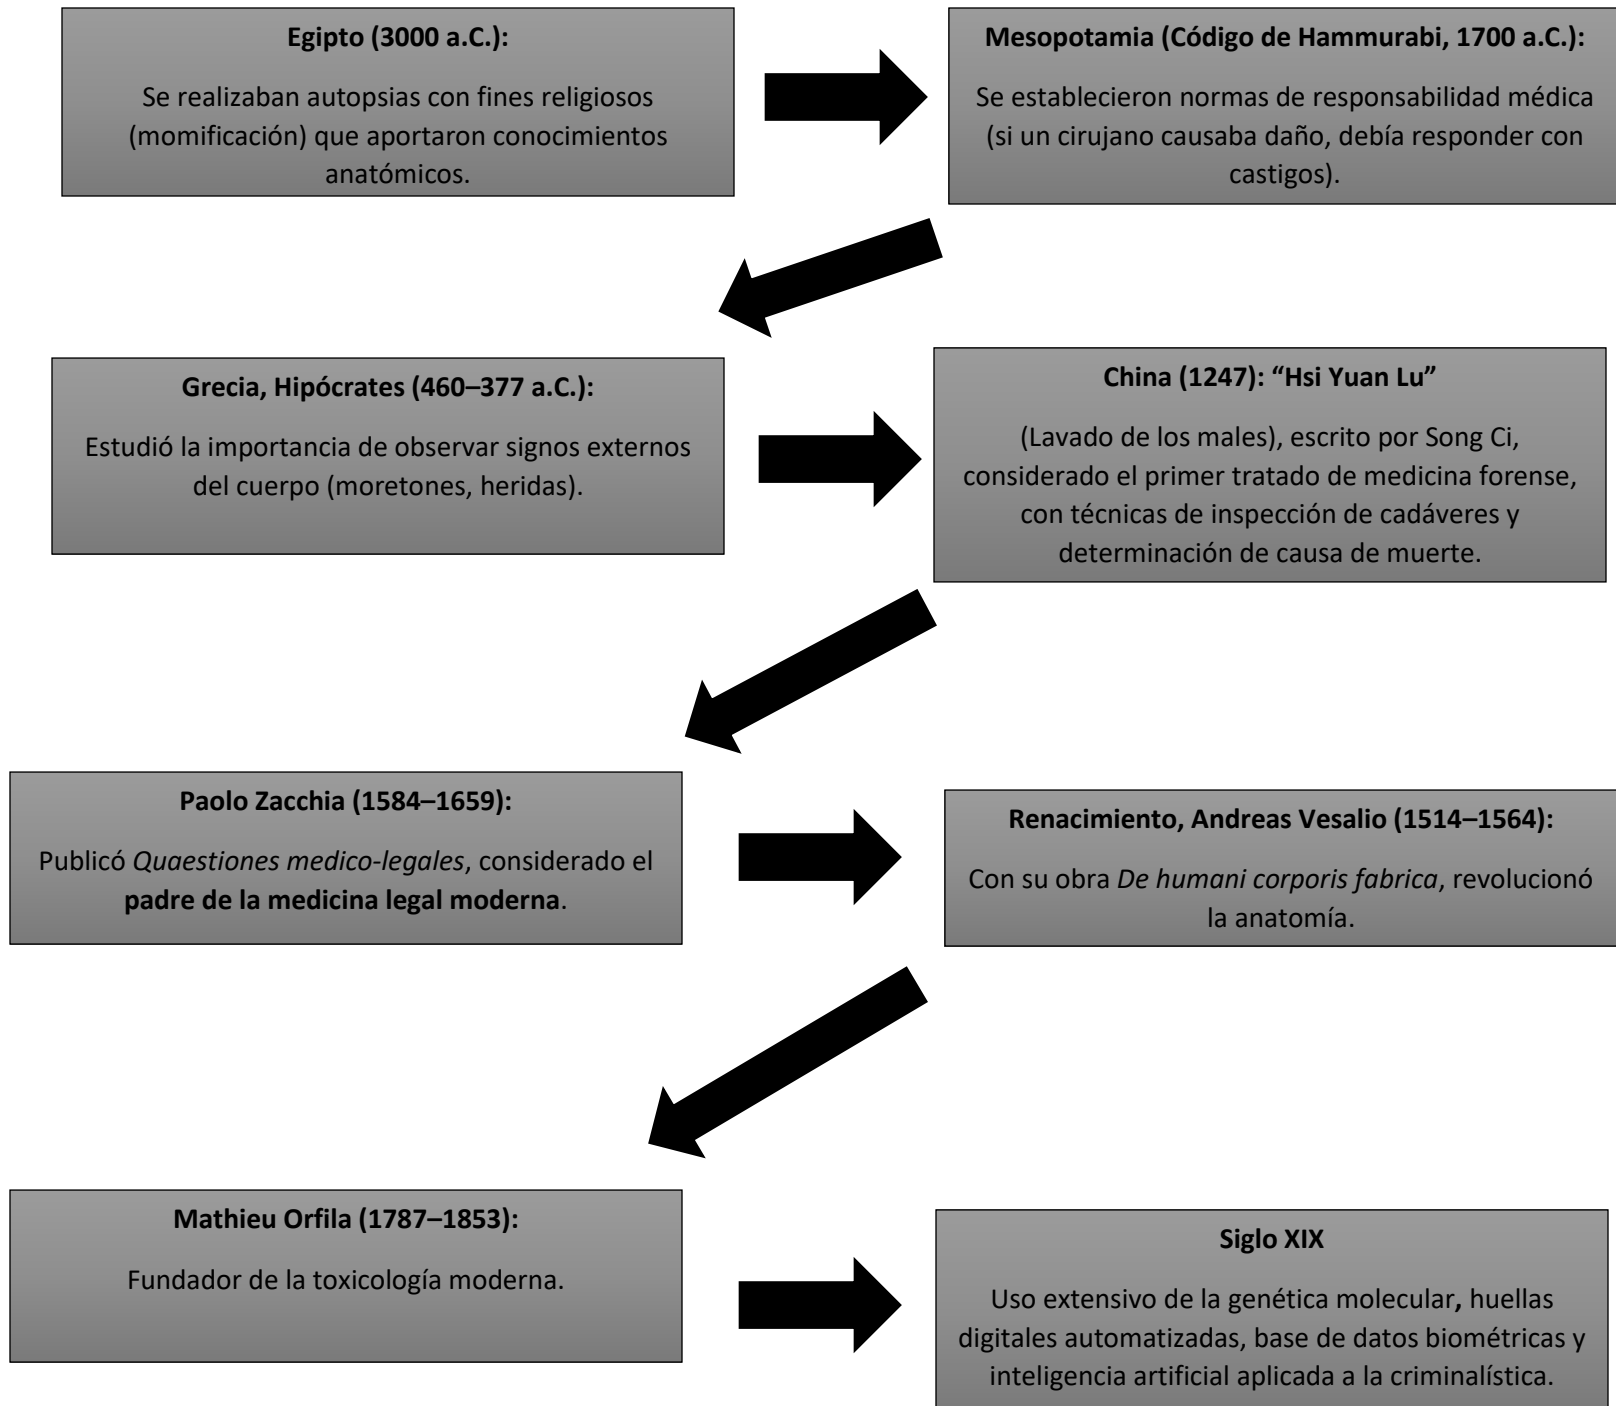 Egipto (3000 a.C.):
Se realizaban autopsias con fines religiosos
(momificación) que aportaron conocimientos
anatómicos.
Mesopotamia (Código de Hammurabi, 1700 a.C.):
Se establecieron normas de responsabilidad médica
(si un cirujano causaba daño, debía responder con
castigos).
Grecia, Hipócrates (460–377 a.C.):
Estudió la importancia de observar signos externos
del cuerpo (moretones, heridas).
China (1247): “Hsi Yuan Lu”
(Lavado de los males), escrito por Song Ci,
considerado el primer tratado de medicina forense,
con técnicas de inspección de cadáveres y
determinación de causa de muerte.
Paolo Zacchia (1584–1659):
Publicó Quaestiones medico-legales, considerado el
padre de la medicina legal moderna.
Renacimiento, Andreas Vesalio (1514–1564):
Con su obra De humani corporis fabrica, revolucionó
la anatomía.
Mathieu Orfila (1787–1853):
Fundador de la toxicología moderna.
Siglo XIX
Uso extensivo de la genética molecular, huellas
digitales automatizadas, base de datos biométricas y
inteligencia artificial aplicada a la criminalística.